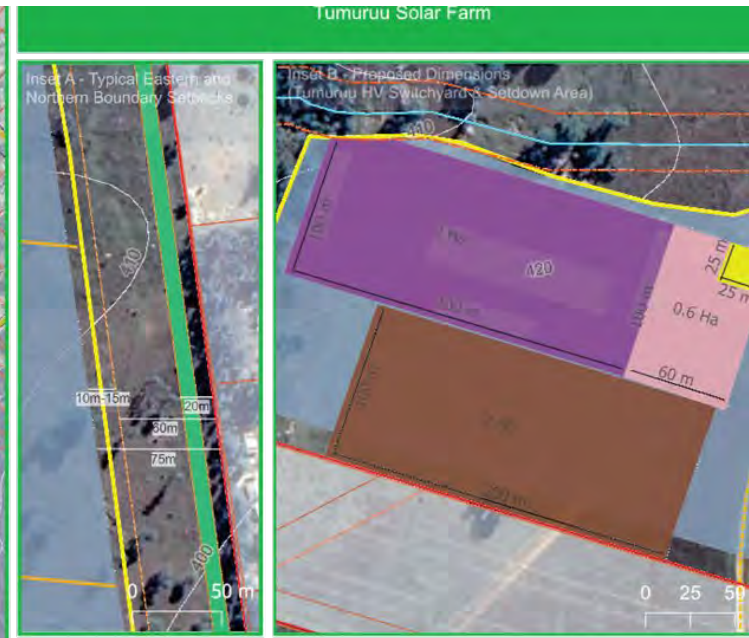 Tumuruu Solar Farm
Inset A - Typical Eastern and
Northern Boundary Setbacks
410
10m-15m
20m
60m
75m
400
0 50 m
Inset B - Proposed Dimensions
(Tumuruu HV Switchyard & Setdown Area)
410
100 m
420
25 m
25 m
100 m
0.6 Ha
60 m
100 m
200 m
0 25 50